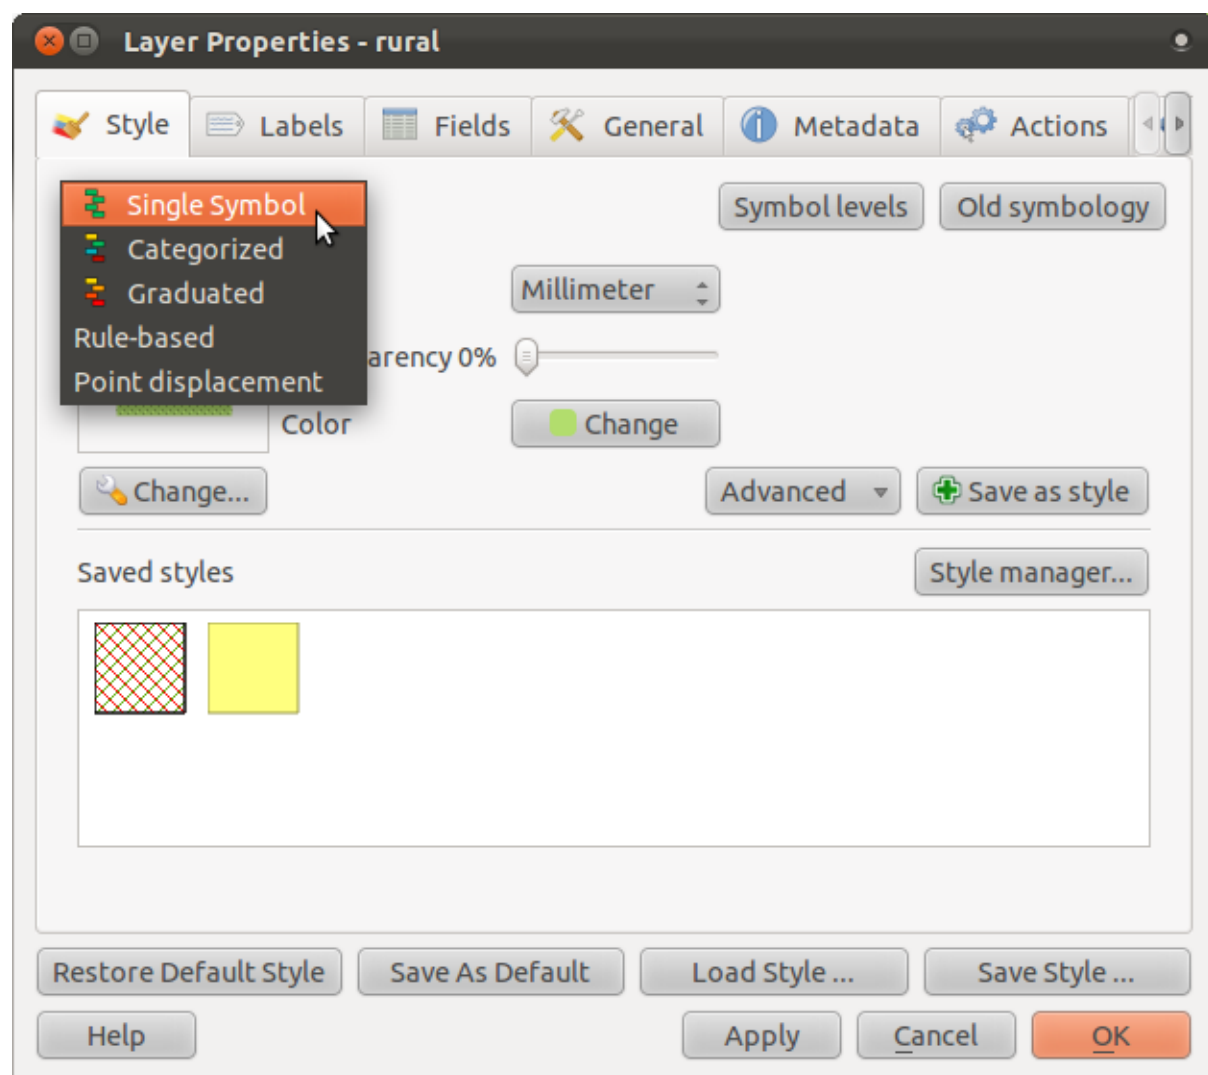 Layer Properties - rural
Style Labels Fields General Metadata Actions
Single Symbol Symbol levels Old symbology
Categorized
Graduated Millimeter
Rule-based
arency 0%
Point displacement
Color Change
Change... Advanced Save as style
Saved styles Style manager...
Restore Default Style Save As Default Load Style ... Save Style ...
Help Apply Cancel OK